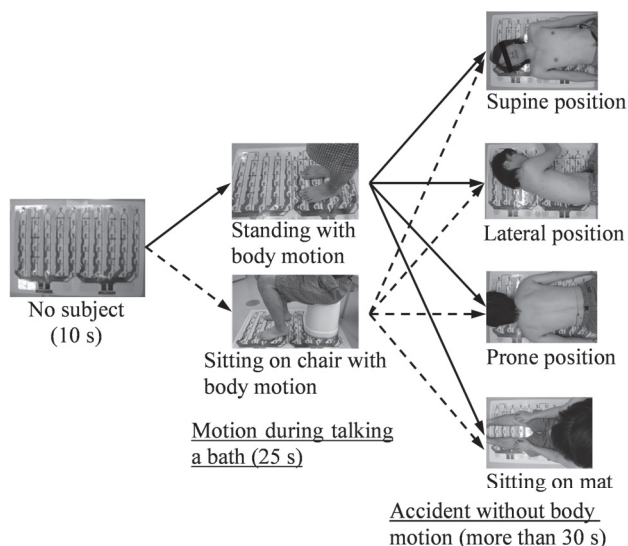 No subject
(10 s)
Standing with
body motion
Sitting on chair with
body motion
Motion during talking
a bath (25 s)
Supine position
Lateral position
Prone position
Sitting on mat
Accident without body
motion (more than 30 s)